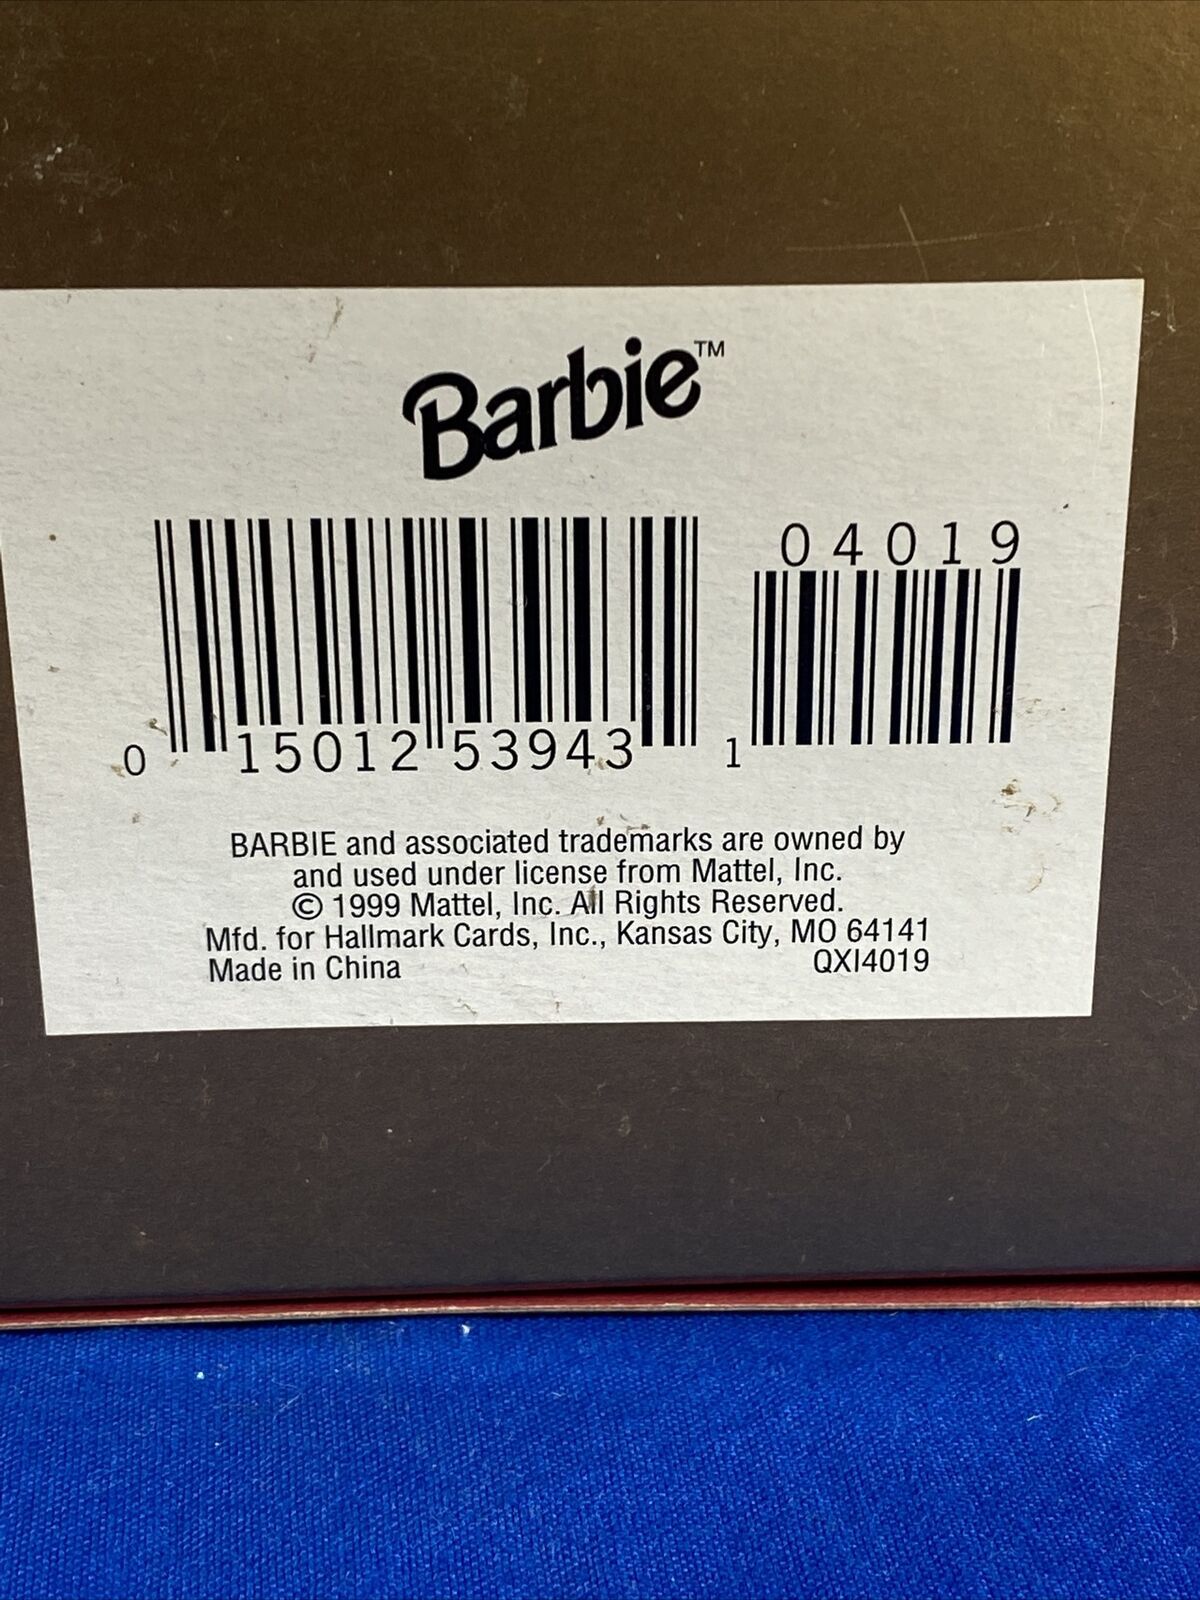 Barbie™
04019
0 15012 53943 1
BARBIE and associated trademarks are owned by
and used under license from Mattel, Inc.
© 1999 Mattel, Inc. All Rights Reserved.
Mfd. for Hallmark Cards, Inc., Kansas City, MO 64141
Made in China QXI4019